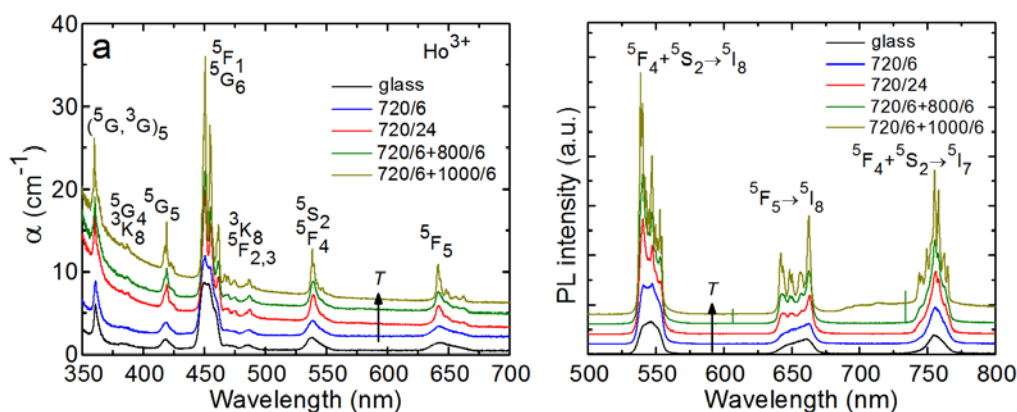 a
Ho³⁺
40
30
20
10
0
α (cm⁻¹)
(⁵G,³G)₅
⁵G₄
³K₈
⁵G₅
⁵F₁
⁵G₆
³K₈
⁵F₂,₃
⁵S₂
⁵F₄
⁵F₅
T
glass
720/6
720/24
720/6+800/6
720/6+1000/6
350 400 450 500 550 600 650 700
Wavelength (nm)
PL intensity (a.u.)
⁵F₄+⁵S₂→⁵I₈
glass
720/6
720/24
720/6+800/6
720/6+1000/6
⁵F₄+⁵S₂→⁵I₇
⁵F₅→⁵I₈
T
500 550 600 650 700 750 800
Wavelength (nm)